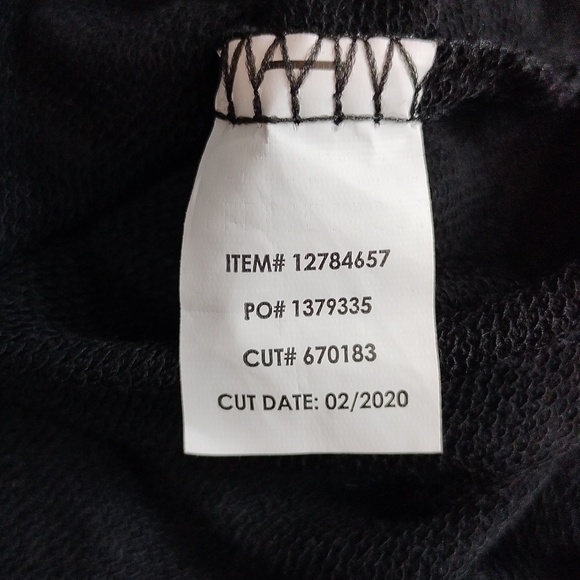 ITEM# 12784657
PO# 1379335
CUT# 670183
CUT DATE: 02/2020